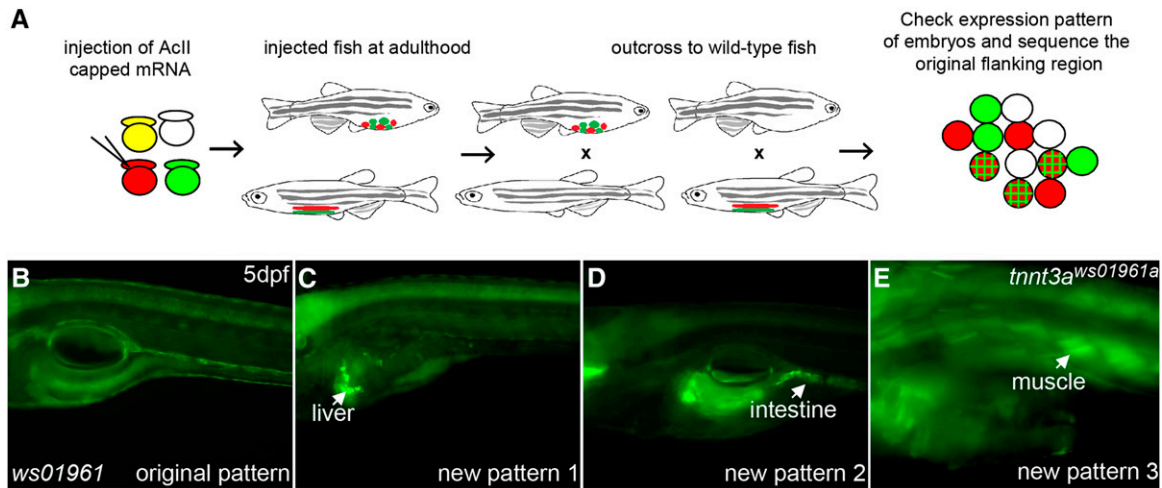 A
injection of AcII
capped mRNA
injected fish at adulthood
outcross to wild-type fish
Check expression pattern
of embryos and sequence the
original flanking region
x
x
B
5dpf
ws01961
original pattern
C
liver
new pattern 1
D
intestine
new pattern 2
E
tnnt3a^ws01961a
muscle
new pattern 3